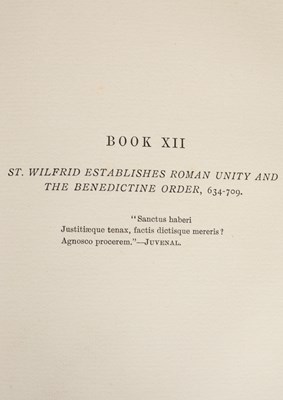 BOOK XII
ST. WILFRID ESTABLISHES ROMAN UNITY AND
THE BENEDICTINE ORDER, 634-709.
"Sanctus haberi
Justitiæque tenax, factis dictisque mereris?
Agnosco procerem."—JUVENAL.